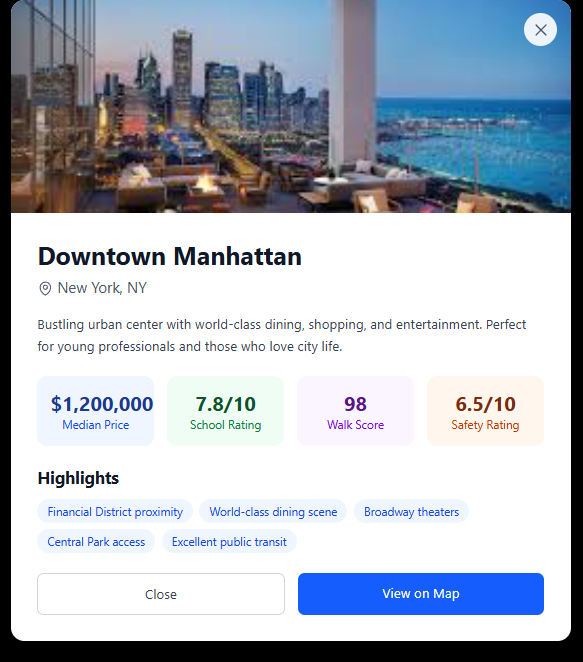 Downtown Manhattan
New York, NY
Bustling urban center with world-class dining, shopping, and entertainment. Perfect
for young professionals and those who love city life.
$1,200,000
Median Price
7.8/10
School Rating
98
Walk Score
6.5/10
Safety Rating
Highlights
Financial District proximity
World-class dining scene
Broadway theaters
Central Park access
Excellent public transit
Close
View on Map